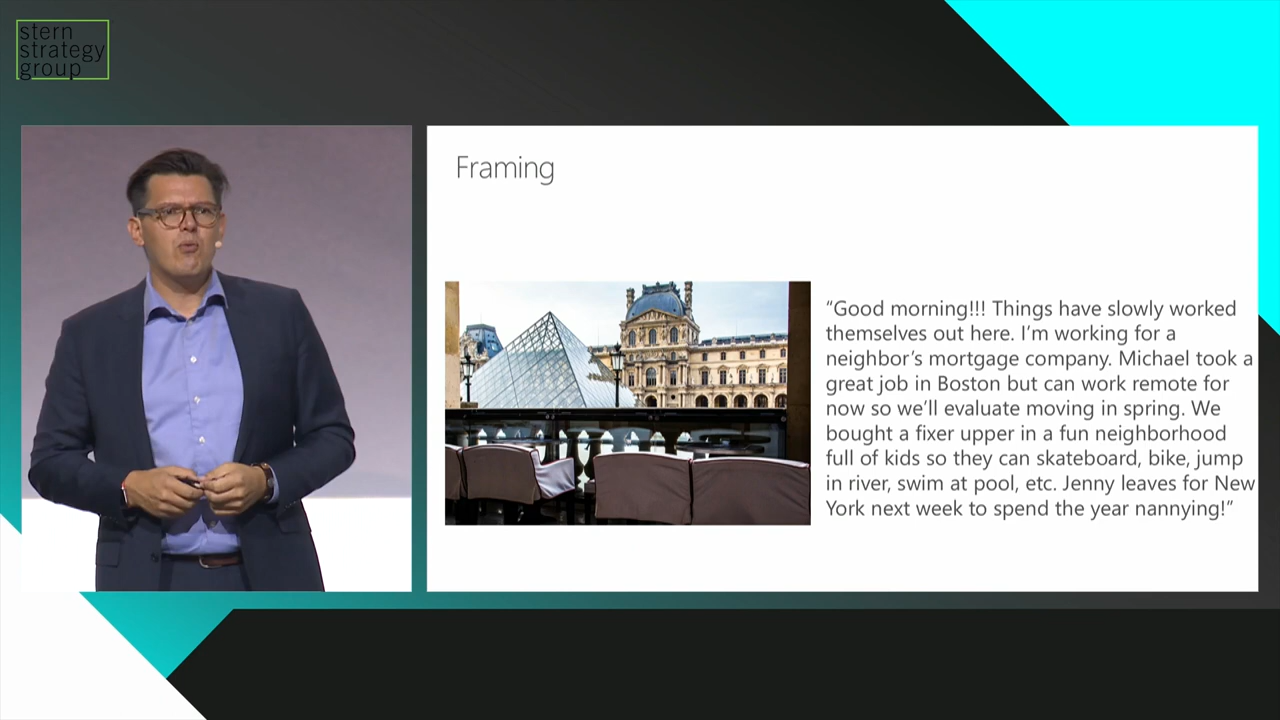 stern
strategy
group
Framing
“Good morning!!! Things have slowly worked
themselves out here. I’m working for a
neighbor’s mortgage company. Michael took a
great job in Boston but can work remote for
now so we’ll evaluate moving in spring. We
bought a fixer upper in a fun neighborhood
full of kids so they can skateboard, bike, jump
in river, swim at pool, etc. Jenny leaves for New
York next week to spend the year nannying!”